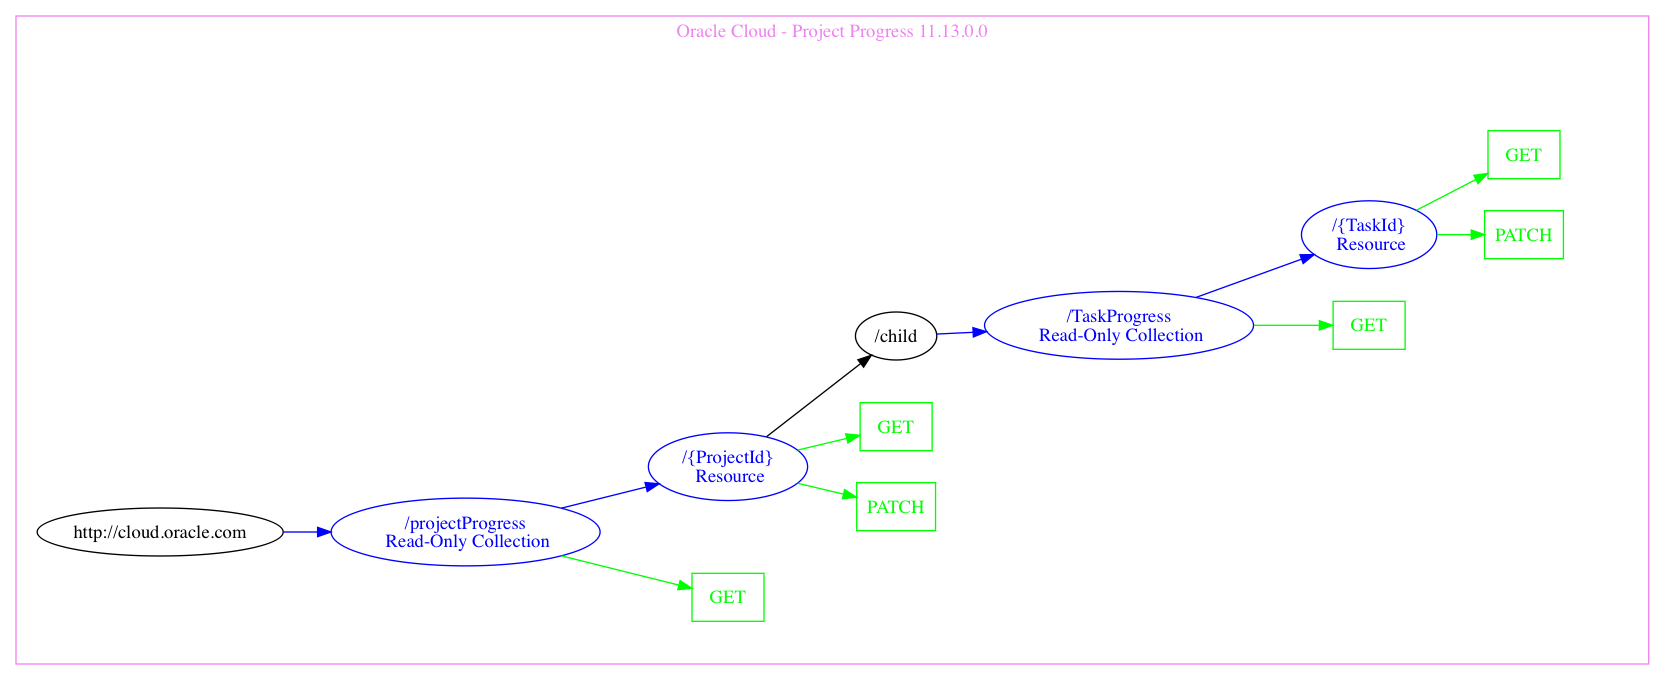 Oracle Cloud - Project Progress 11.13.0.0
GET
/{TaskId}
Resource
PATCH
/TaskProgress
Read-Only Collection
GET
/child
GET
/{ProjectId}
Resource
PATCH
http://cloud.oracle.com
/projectProgress
Read-Only Collection
GET